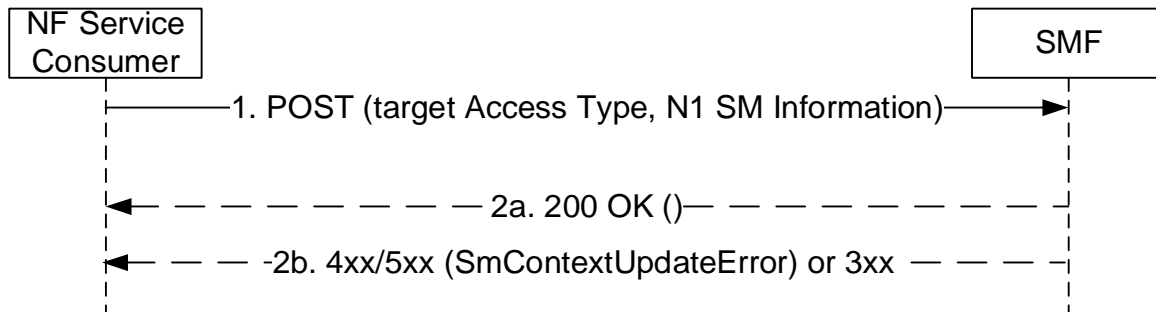 NF Service
Consumer
SMF
1. POST (target Access Type, N1 SM Information)
2a. 200 OK ()
2b. 4xx/5xx (SmContextUpdateError) or 3xx